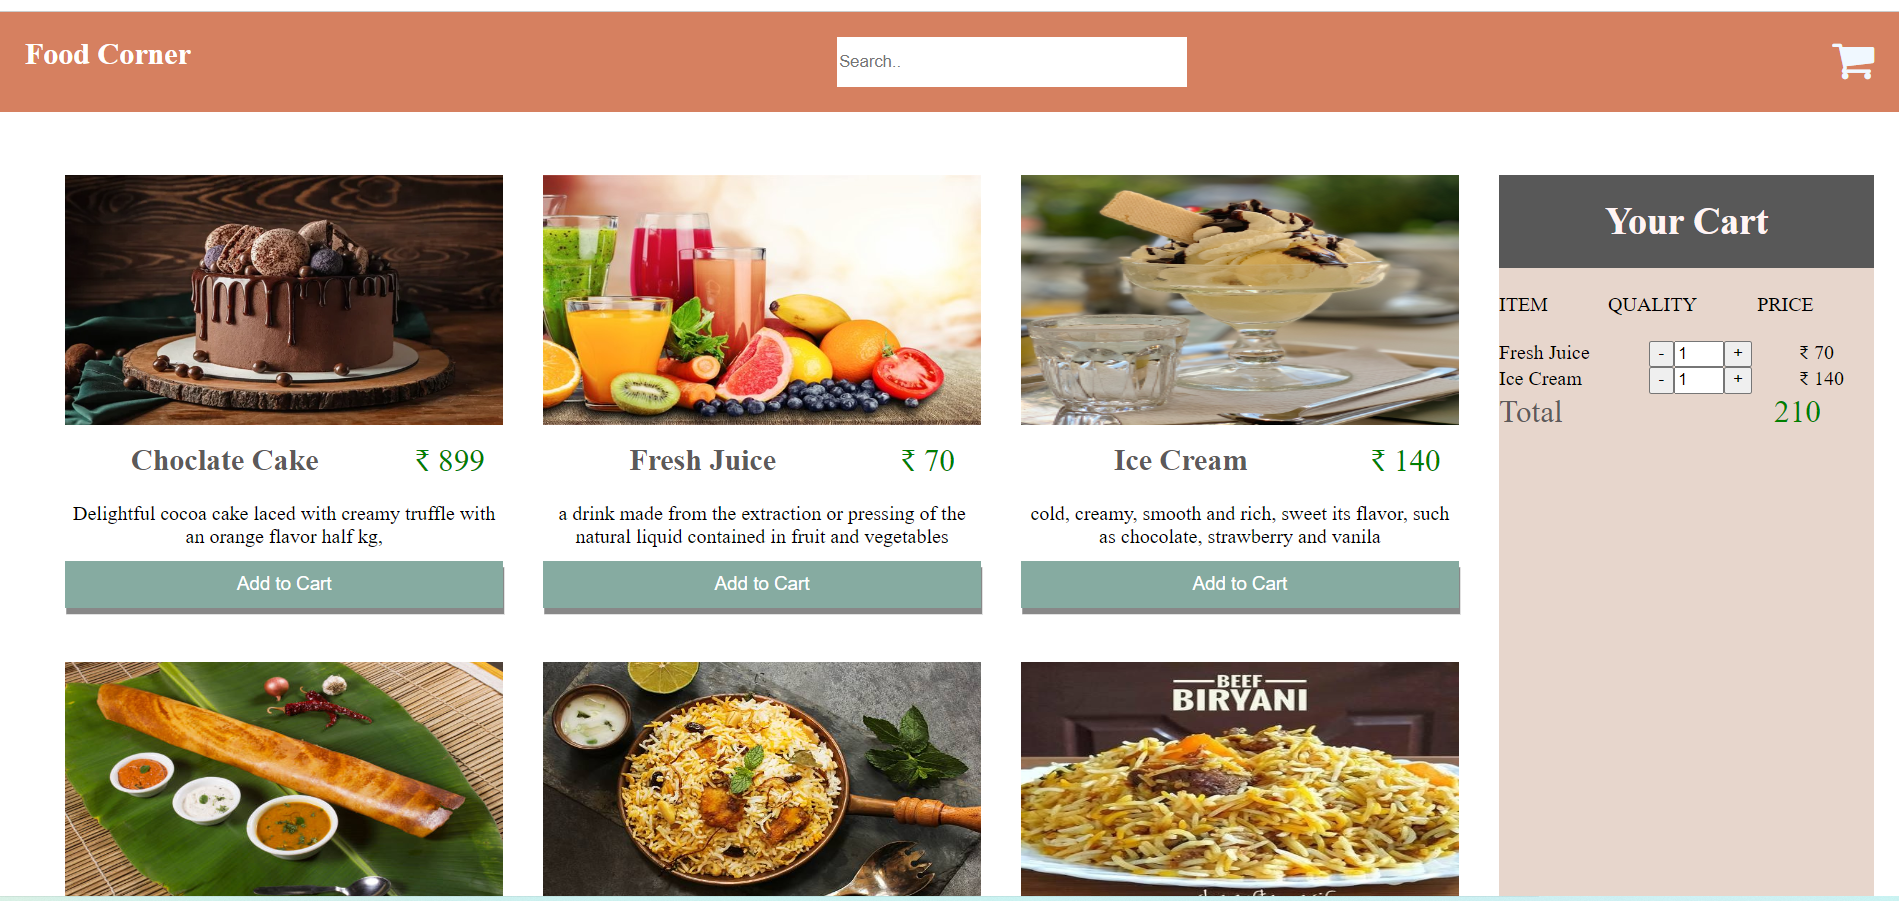 Food Corner
Search..
Choclate Cake ₹ 899
Delightful cocoa cake laced with creamy truffle with
an orange flavor half kg,
Add to Cart
Fresh Juice ₹ 70
a drink made from the extraction or pressing of the
natural liquid contained in fruit and vegetables
Add to Cart
Ice Cream ₹ 140
cold, creamy, smooth and rich, sweet its flavor, such
as chocolate, strawberry and vanila
Add to Cart
BEEF
BIRYANI
Your Cart
ITEM QUALITY PRICE
Fresh Juice - 1 + ₹ 70
Ice Cream - 1 + ₹ 140
Total 210